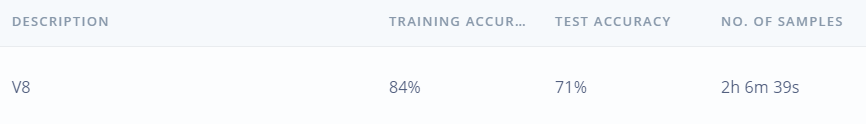 DESCRIPTION TRAINING ACCUR... TEST ACCURACY NO. OF SAMPLES
V8 84% 71% 2h 6m 39s